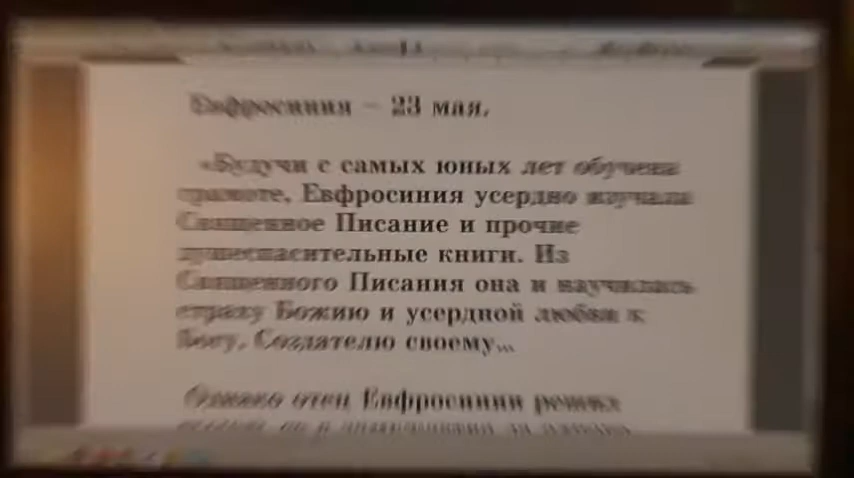 Евфросиния – 23 мая.
«Будучи с самых юных лет обучена
грамоте, Евфросиния усердно изучала
Священное Писание и прочие
душеспасительные книги. Из
Священного Писания она и научилась
страху Божию и усердной любви к
Богу, Создателю своему...
Однако отец Евфросинии решил